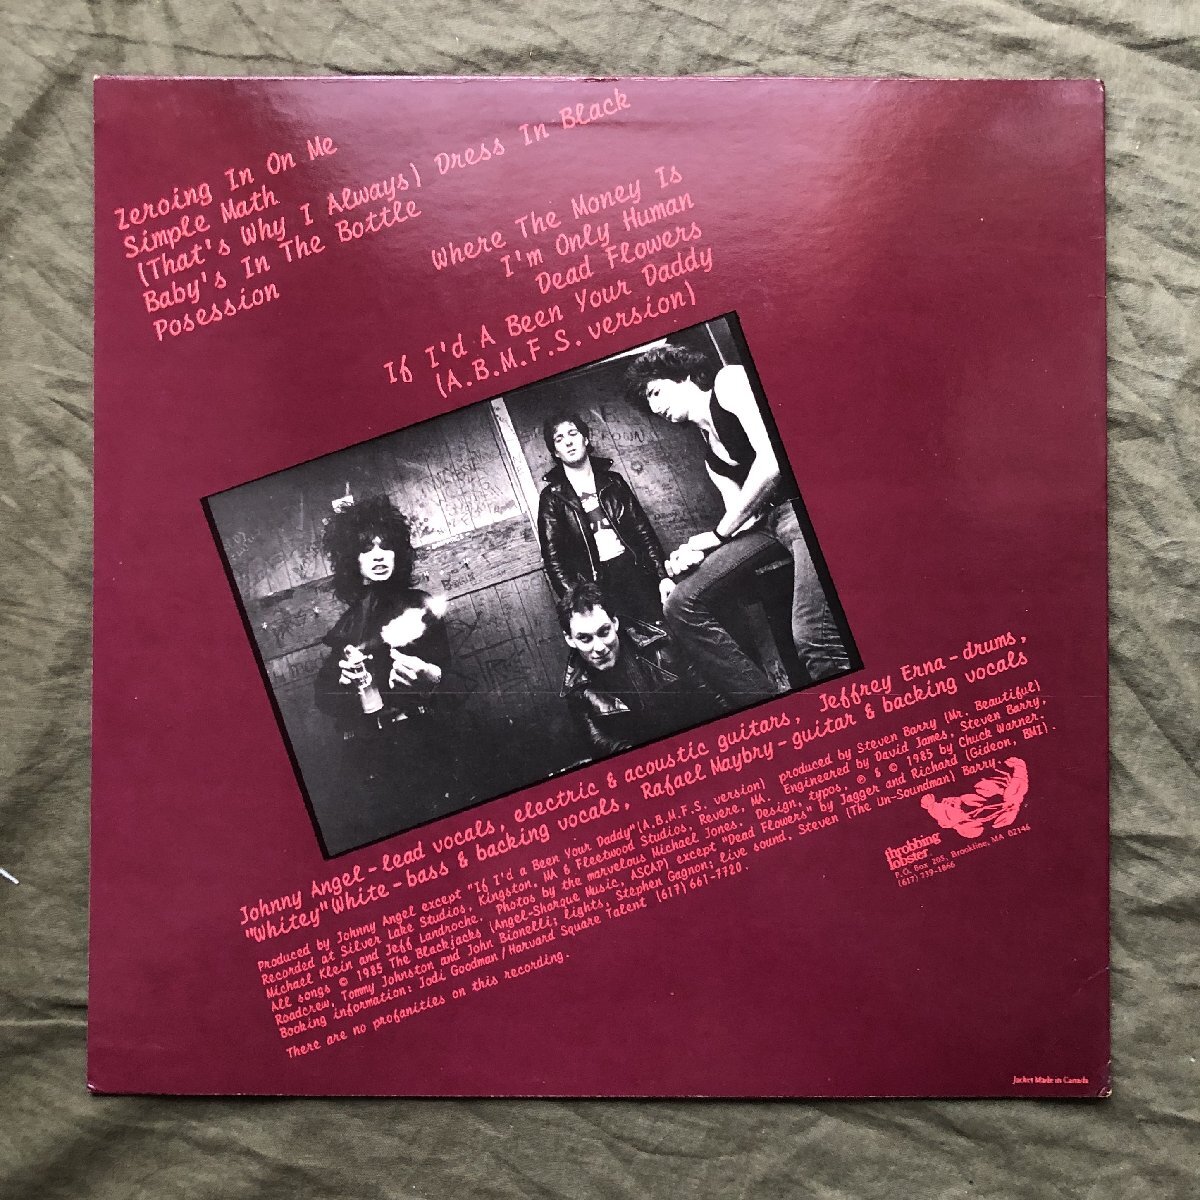 Zeroing In On Me
Simple Math
(That's Why I Always) Dress In Black
Baby's In The Bottle
Posession
Where The Money Is
I'm Only Human
Dead Flowers
If I'd A Been Your Daddy
(A.B.M.F.S. version)
Johnny Angel-lead vocals, electric & acoustic guitars, Jeffrey Erna-drums,
"Whitey" White-bass & backing vocals, Rafael Maybry-guitar & backing vocals
Produced by Johnny Angel except "If I'd a Been Your Daddy" (A.B.M.F.S. version) produced by Steven Barry (Mr. Beautiful)
Recorded at Silver Lake Studios, Kingston, MA & Fleetwood Studios, Revere, MA. Engineered by David James, Steven Barry,
Michael Klein and Jeff Landroche. Photos by the marvelous Michael Jones. Design, typos, ℗ & © 1985 by Chuck Warner.
All songs © 1985 The Blackjacks (Angel-Sharque Music, ASCAP) except "Dead Flowers" by Jagger and Richard (Gideon, BMI).
Roadcrew, Tommy Johnston and John Bionelli; lights, Stephen Gagnon; live sound, Steven (The Un-Soundman) Barry.
Booking information: Jodi Goodman/Harvard Square Talent (617) 661-7720.
There are no profanities on this recording.
throbbing
lobster
P.O. Box 205, Brookline, MA 02146
(617) 739-1866
Jacket Made in Canada